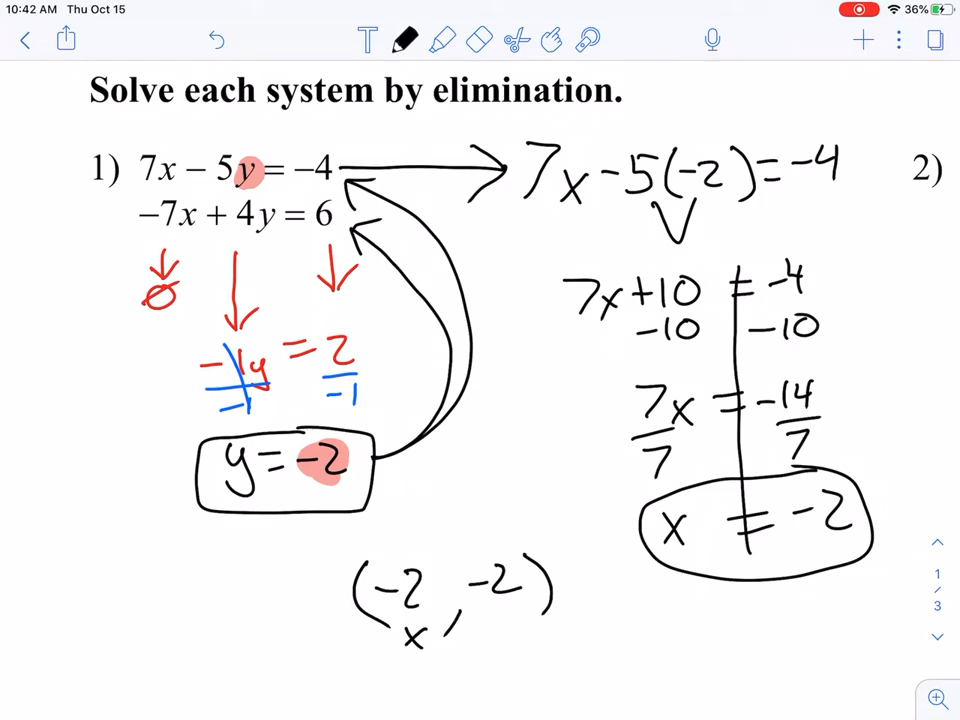 10:42 AM Thu Oct 15
36%
T
Solve each system by elimination.
1) 7x − 5y = −4
−7x + 4y = 6
7x − 5(−2) = −4
2)
0
7x + 10 = −4
−10 −10
−1y = 2
−1 −1
7x = −14
7 7
y = −2
x = −2
(−2, −2)
x
1
/
3